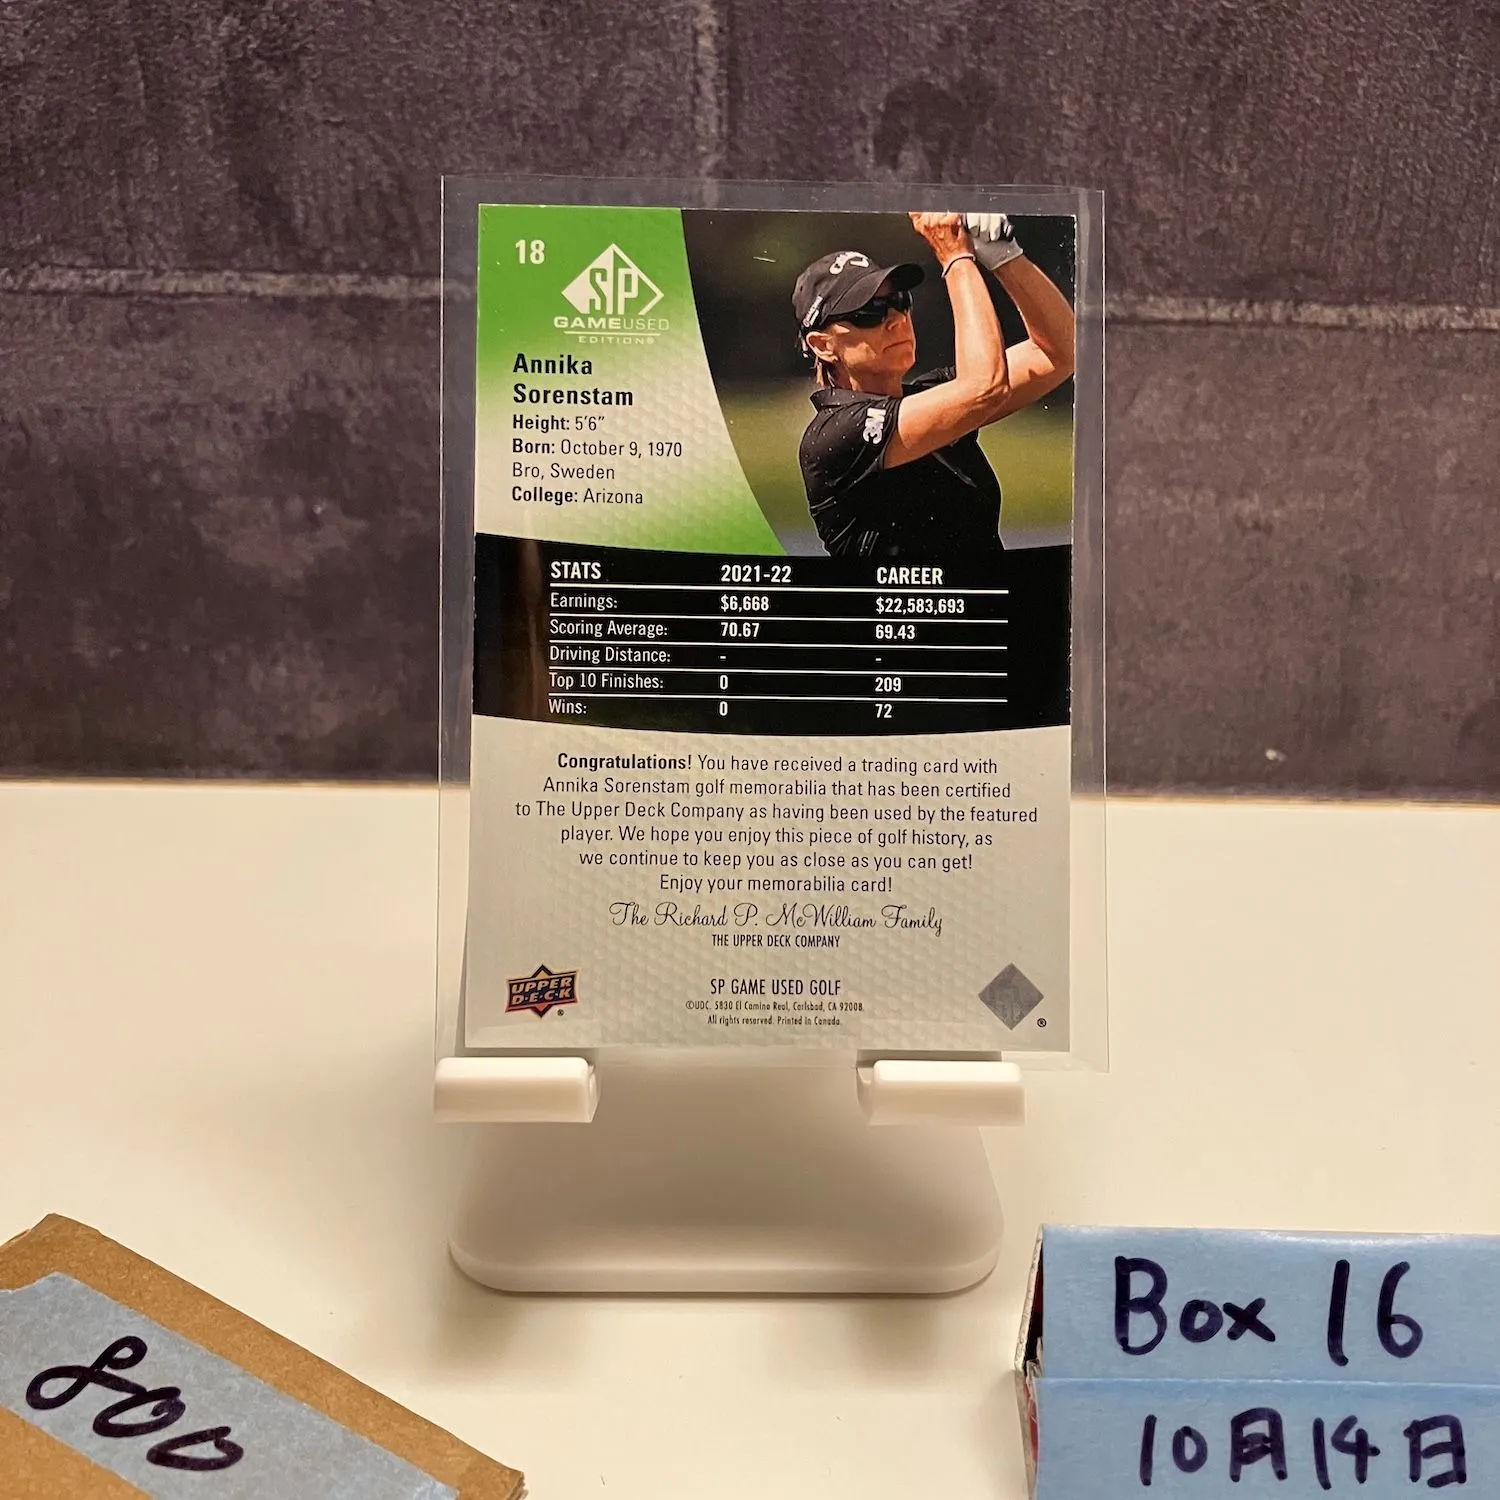 18
SP
GAMEUSED
EDITION®
Annika
Sorenstam
Height: 5'6"
Born: October 9, 1970
Bro, Sweden
College: Arizona
STATS 2021-22 CAREER
Earnings: $6,668 $22,583,693
Scoring Average: 70.67 69.43
Driving Distance: - -
Top 10 Finishes: 0 209
Wins: 0 72
Congratulations! You have received a trading card with
Annika Sorenstam golf memorabilia that has been certified
to The Upper Deck Company as having been used by the featured
player. We hope you enjoy this piece of golf history, as
we continue to keep you as close as you can get!
Enjoy your memorabilia card!
The Richard P. McWilliam Family
THE UPPER DECK COMPANY
UPPER
D·E·C·K
®
SP GAME USED GOLF
©UDC. 5830 El Camino Real, Carlsbad, CA 92008.
All rights reserved. Printed in Canada.
®
800
Box 16
10月14日